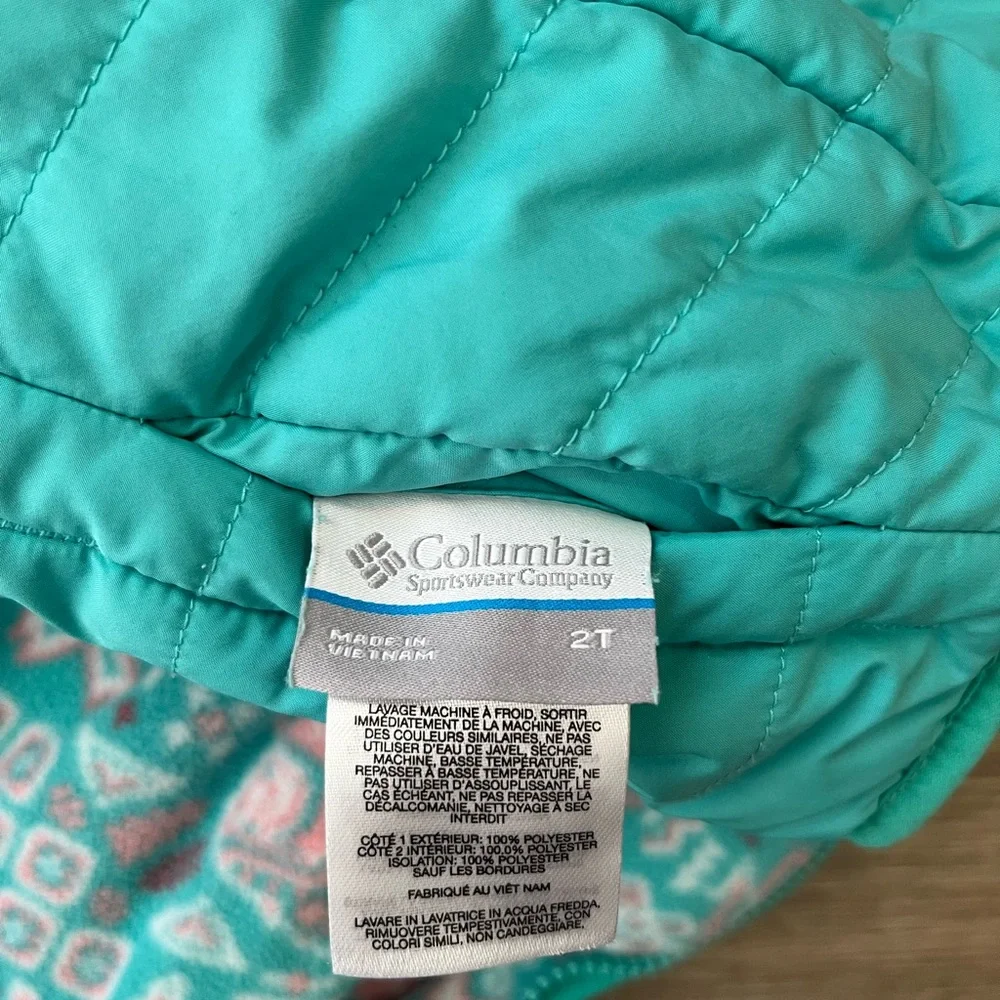 Columbia
Sportswear Company
MADE IN
VIETNAM
2T
LAVAGE MACHINE À FROID, SORTIR
IMMÉDIATEMENT DE LA MACHINE, AVEC
DES COULEURS SIMILAIRES, NE PAS
UTILISER D'EAU DE JAVEL, SÉCHAGE
MACHINE, BASSE TEMPÉRATURE,
REPASSER À BASSE TEMPÉRATURE, NE
PAS UTILISER D'ASSOUPLISSANT, LE
CAS ÉCHÉANT, NE PAS REPASSER LA
DÉCALCOMANIE, NETTOYAGE À SEC
INTERDIT
CÔTÉ 1 EXTÉRIEUR: 100% POLYESTER
CÔTÉ 2 INTÉRIEUR: 100.0% POLYESTER
ISOLATION: 100% POLYESTER
SAUF LES BORDURES
FABRIQUÉ AU VIÊT NAM
LAVARE IN LAVATRICE IN ACQUA FREDDA,
RIMUOVERE TEMPESTIVAMENTE, CON
COLORI SIMILI, NON CANDEGGIARE,